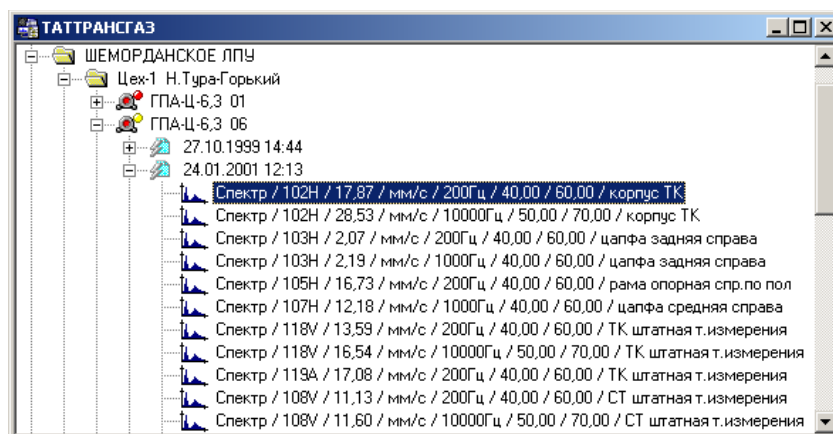 ТАТТРАНСГАЗ
ШЕМОРДАНСКОЕ ЛПУ
Цех-1 Н.Тура-Горький
ГПА-Ц-6,3 01
ГПА-Ц-6,3 06
27.10.1999 14:44
24.01.2001 12:13
Спектр / 102H / 17,87 / мм/с / 200Гц / 40,00 / 60,00 / корпус ТК
Спектр / 102H / 28,53 / мм/с / 10000Гц / 50,00 / 70,00 / корпус ТК
Спектр / 103H / 2,07 / мм/с / 200Гц / 40,00 / 60,00 / цапфа задняя справа
Спектр / 103H / 2,19 / мм/с / 1000Гц / 40,00 / 60,00 / цапфа задняя справа
Спектр / 105H / 16,73 / мм/с / 200Гц / 40,00 / 60,00 / рама опорная спр.по пол
Спектр / 107H / 12,18 / мм/с / 1000Гц / 40,00 / 60,00 / цапфа средняя справа
Спектр / 118V / 13,59 / мм/с / 200Гц / 40,00 / 60,00 / ТК штатная т.измерения
Спектр / 118V / 16,54 / мм/с / 10000Гц / 50,00 / 70,00 / ТК штатная т.измерения
Спектр / 119A / 17,08 / мм/с / 200Гц / 40,00 / 60,00 / ТК штатная т.измерения
Спектр / 108V / 11,13 / мм/с / 200Гц / 40,00 / 60,00 / СТ штатная т.измерения
Спектр / 108V / 11,60 / мм/с / 10000Гц / 50,00 / 70,00 / СТ штатная т.измерения